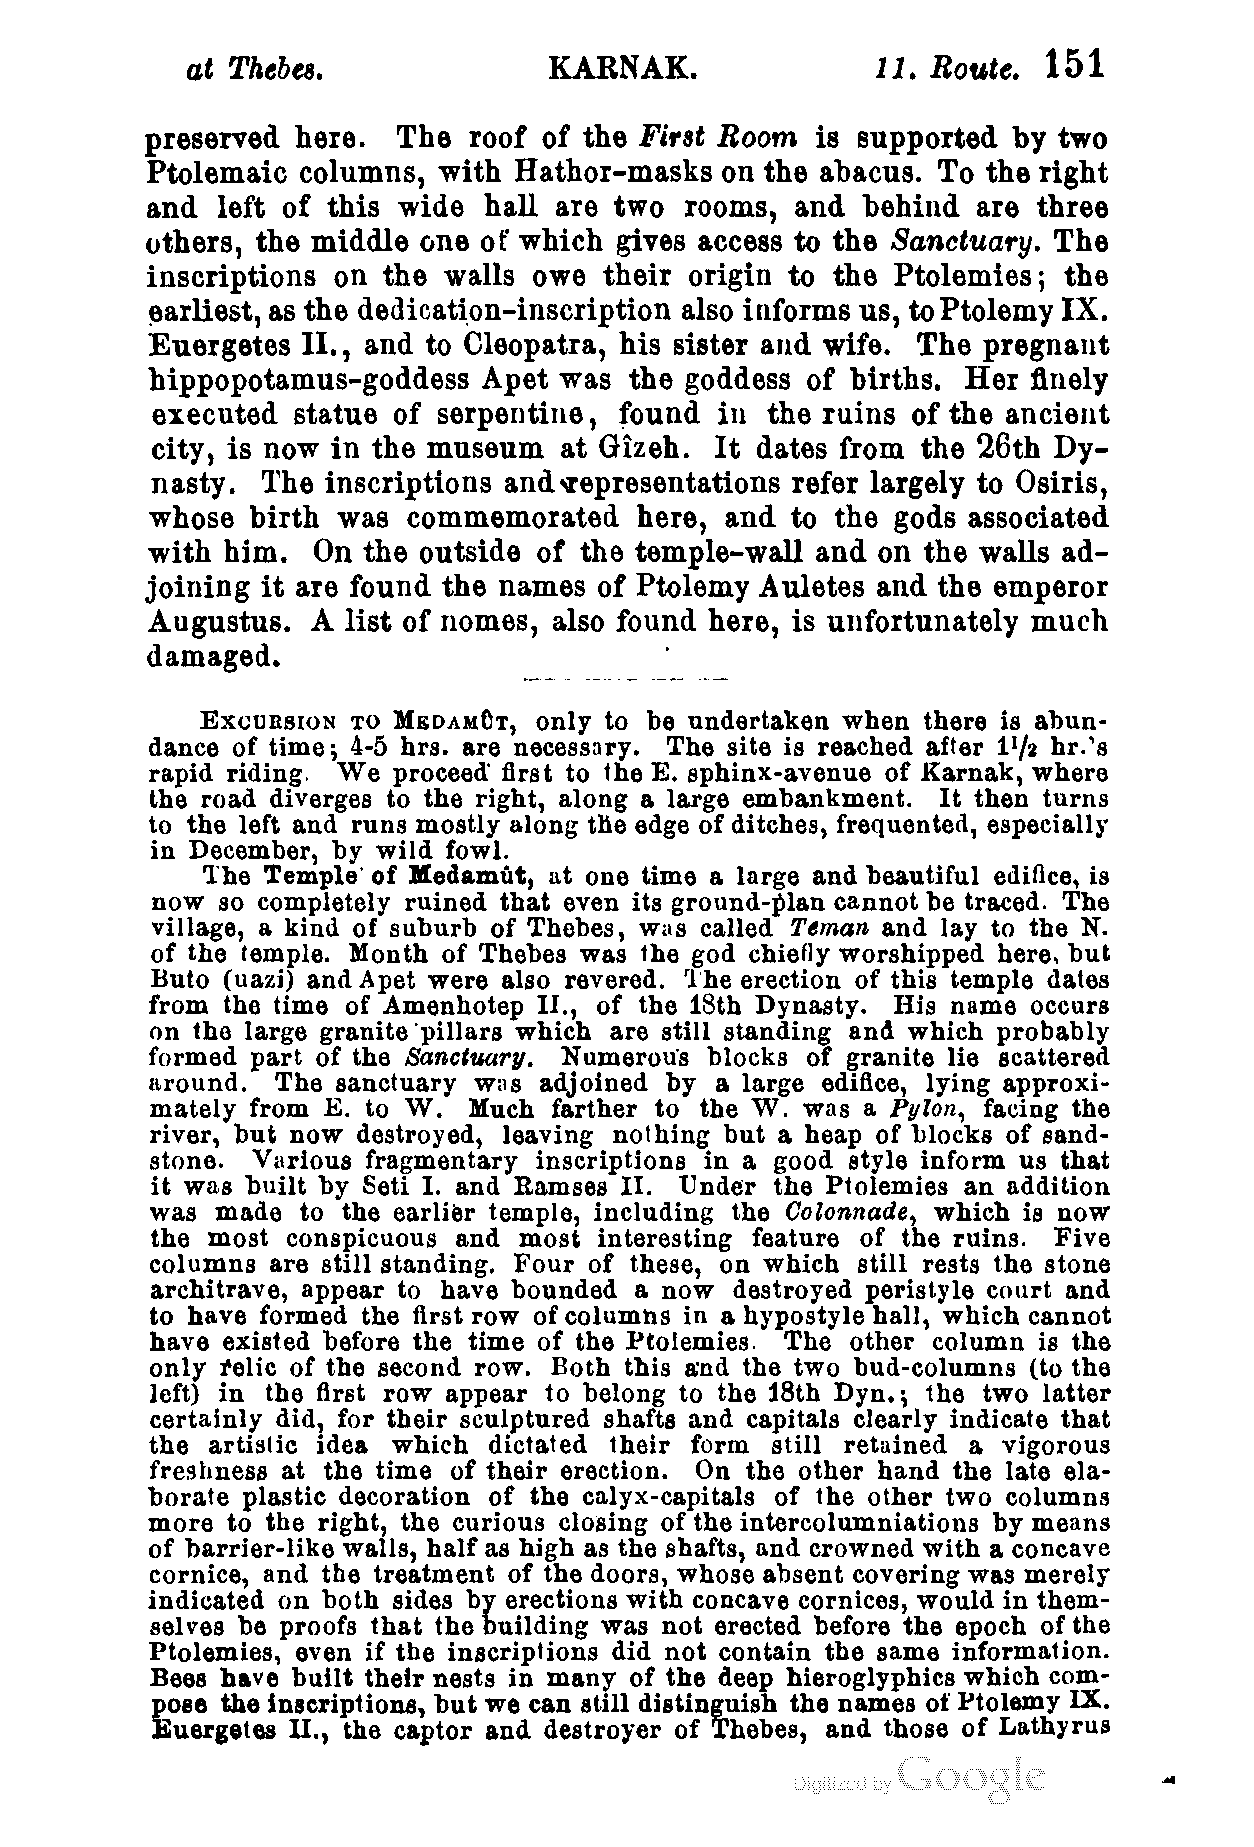 at Thebes. KARNAK. 11. Route. 151
preserved here. The roof of the First Room is supported by two
Ptolemaic columns, with Hathor-masks on the abacus. To the right
and left of this wide hall are two rooms, and behind are three
others, the middle one of which gives access to the Sanctuary. The
inscriptions on the walls owe their origin to the Ptolemies; the
earliest, as the dedication-inscription also informs us, to Ptolemy IX.
Euergetes II., and to Cleopatra, his sister and wife. The pregnant
hippopotamus-goddess Apet was the goddess of births. Her finely
executed statue of serpentine, found in the ruins of the ancient
city, is now in the museum at Gîzeh. It dates from the 26th Dy-
nasty. The inscriptions and representations refer largely to Osiris,
whose birth was commemorated here, and to the gods associated
with him. On the outside of the temple-wall and on the walls ad-
joining it are found the names of Ptolemy Auletes and the emperor
Augustus. A list of nomes, also found here, is unfortunately much
damaged.
EXCURSION TO MEDAMÛT, only to be undertaken when there is abun-
dance of time; 4-5 hrs. are necessary. The site is reached after 1½ hr.'s
rapid riding. We proceed first to the E. sphinx-avenue of Karnak, where
the road diverges to the right, along a large embankment. It then turns
to the left and runs mostly along the edge of ditches, frequented, especially
in December, by wild fowl.
The Temple of Medamût, at one time a large and beautiful edifice, is
now so completely ruined that even its ground-plan cannot be traced. The
village, a kind of suburb of Thebes, was called Teman and lay to the N.
of the temple. Month of Thebes was the god chiefly worshipped here, but
Buto (uazi) and Apet were also revered. The erection of this temple dates
from the time of Amenhotep II., of the 18th Dynasty. His name occurs
on the large granite pillars which are still standing and which probably
formed part of the Sanctuary. Numerous blocks of granite lie scattered
around. The sanctuary was adjoined by a large edifice, lying approxi-
mately from E. to W. Much farther to the W. was a Pylon, facing the
river, but now destroyed, leaving nothing but a heap of blocks of sand-
stone. Various fragmentary inscriptions in a good style inform us that
it was built by Seti I. and Ramses II. Under the Ptolemies an addition
was made to the earlier temple, including the Colonnade, which is now
the most conspicuous and most interesting feature of the ruins. Five
columns are still standing. Four of these, on which still rests the stone
architrave, appear to have bounded a now destroyed peristyle court and
to have formed the first row of columns in a hypostyle hall, which cannot
have existed before the time of the Ptolemies. The other column is the
only relic of the second row. Both this and the two bud-columns (to the
left) in the first row appear to belong to the 18th Dyn.; the two latter
certainly did, for their sculptured shafts and capitals clearly indicate that
the artistic idea which dictated their form still retained a vigorous
freshness at the time of their erection. On the other hand the late ela-
borate plastic decoration of the calyx-capitals of the other two columns
more to the right, the curious closing of the intercolumniations by means
of barrier-like walls, half as high as the shafts, and crowned with a concave
cornice, and the treatment of the doors, whose absent covering was merely
indicated on both sides by erections with concave cornices, would in them-
selves be proofs that the building was not erected before the epoch of the
Ptolemies, even if the inscriptions did not contain the same information.
Bees have built their nests in many of the deep hieroglyphics which com-
pose the inscriptions, but we can still distinguish the names of Ptolemy IX.
Euergetes II., the captor and destroyer of Thebes, and those of Lathyrus
Digitized by Google